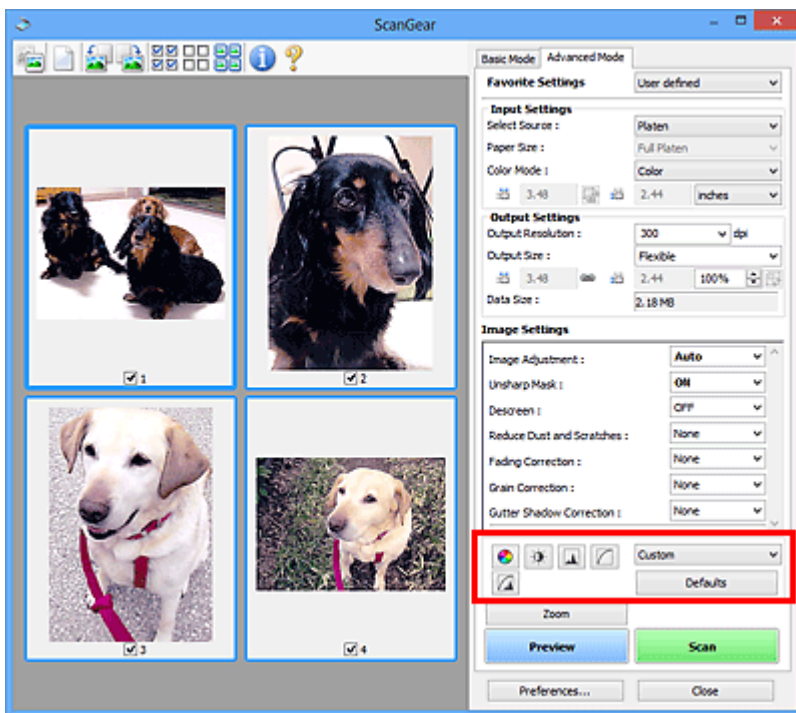 ScanGear
Basic Mode Advanced Mode
Favorite Settings User defined
Input Settings
Select Source : Platen
Paper Size : Full Platen
Color Mode : Color
3.48 2.44 inches
Output Settings
Output Resolution : 300 dpi
Output Size : Flexible
3.48 2.44 100%
Data Size : 2.18 MB
Image Settings
Image Adjustment : Auto
Unsharp Mask : ON
Descreen : OFF
Reduce Dust and Scratches : None
Fading Correction : None
Grain Correction : None
Gutter Shadow Correction : None
1
2
3
4
Custom
Defaults
Zoom
Preview Scan
Preferences... Close